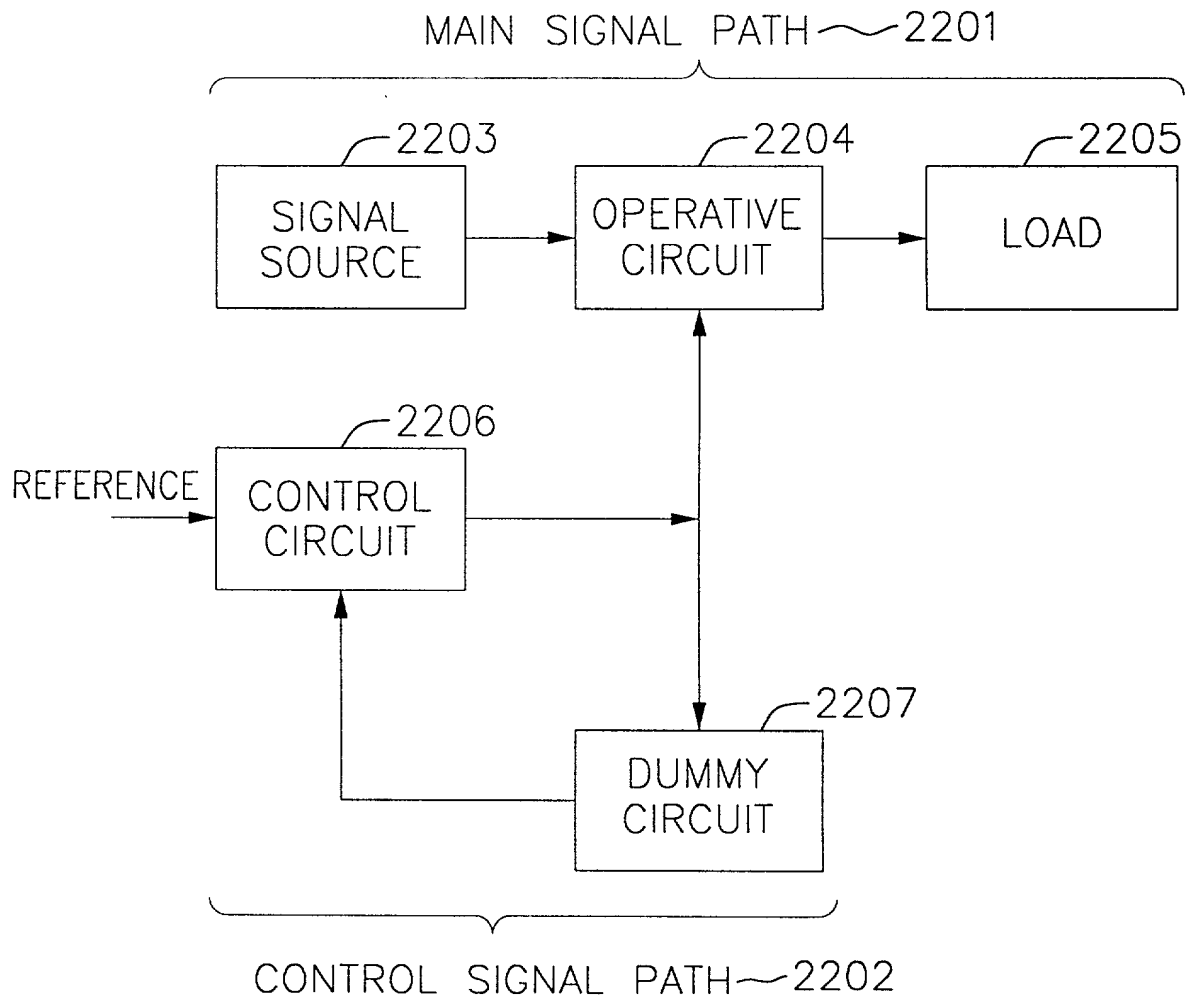 MAIN SIGNAL PATH 2201
2203
2204
2205
SIGNAL
SOURCE
OPERATIVE
CIRCUIT
LOAD
2206
REFERENCE
CONTROL
CIRCUIT
2207
DUMMY
CIRCUIT
CONTROL SIGNAL PATH 2202